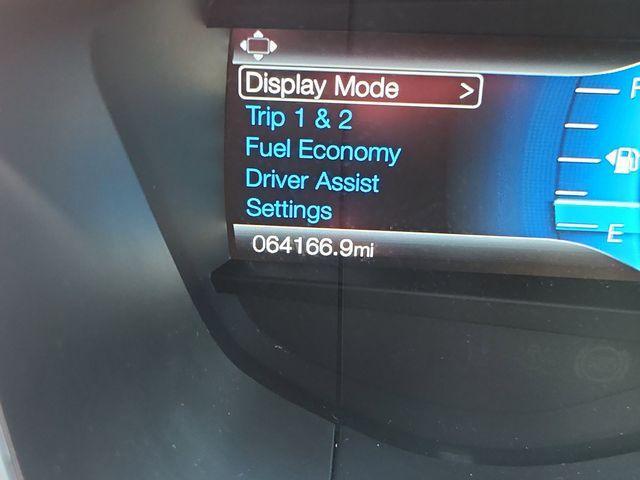 Display Mode >
Trip 1 & 2
Fuel Economy
Driver Assist
Settings
064166.9mi
F
E